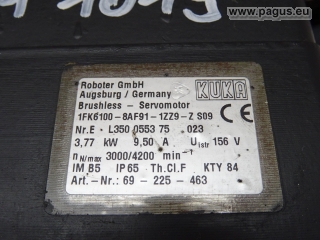 www.pagus.eu
Roboter GmbH
KUKA
Augsburg / Germany
Brushless - Servomotor
1FK6100-8AF91-1ZZ9-Z S09
CE
Nr.E • L350 0553 75 023
3,77 kW 9,50 A Uistr 156 V
nN/max 3000/4200 min⁻¹
IM B5 IP65 Th.Cl.F KTY 84
Art.-Nr.: 69-225-463